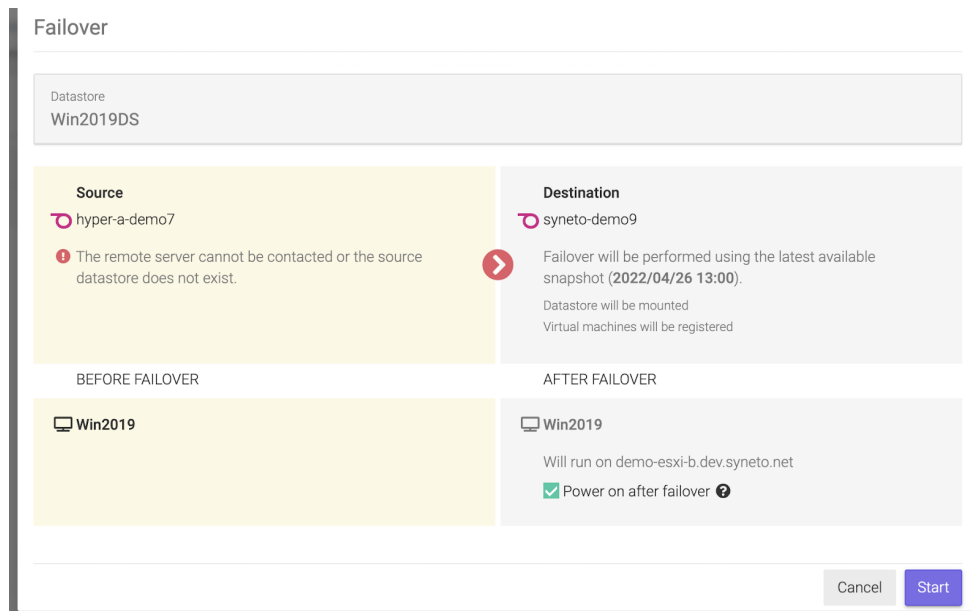 Failover
Datastore
Win2019DS
Source
hyper-a-demo7
The remote server cannot be contacted or the source
datastore does not exist.
Destination
syneto-demo9
Failover will be performed using the latest available
snapshot (2022/04/26 13:00).
Datastore will be mounted
Virtual machines will be registered
BEFORE FAILOVER
AFTER FAILOVER
Win2019
Win2019
Will run on demo-esxi-b.dev.syneto.net
Power on after failover
Cancel
Start